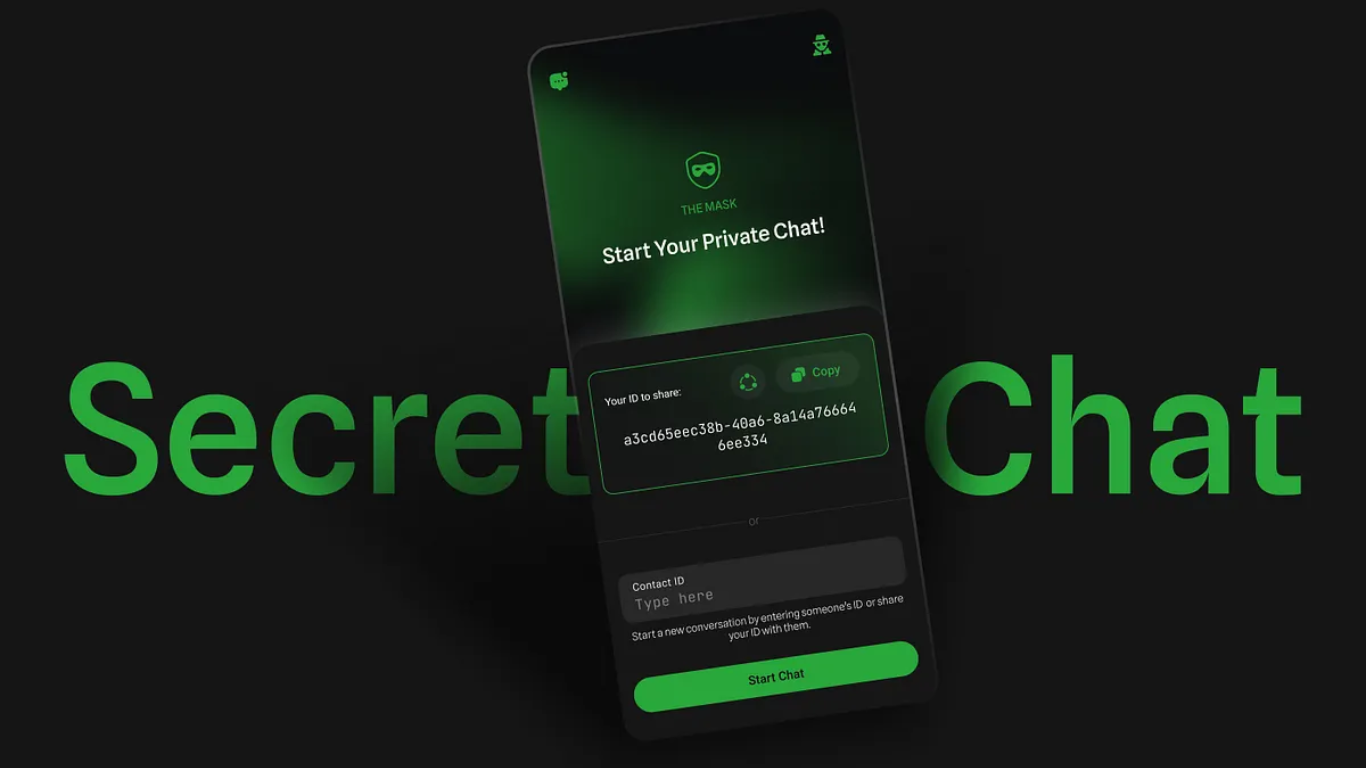 THE MASK
Start Your Private Chat!
Secret Chat
Your ID to share:
Copy
a3cd65eec38b-40a6-8a14a76664
6ee334
or
Contact ID
Type here
Start a new conversation by entering someone's ID or share
your ID with them.
Start Chat